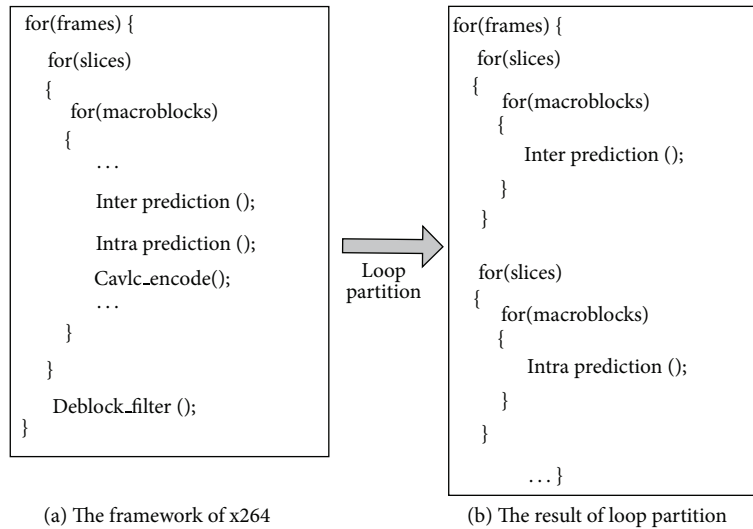 for(frames) {
for(slices)
{
for(macroblocks)
{
...
Inter prediction ();
Intra prediction ();
Cavlc_encode();
...
}
}
Deblock_filter ();
}
Loop
partition
for(frames) {
for(slices)
{
for(macroblocks)
{
Inter prediction ();
}
}
for(slices)
{
for(macroblocks)
{
Intra prediction ();
}
}
... }
(a) The framework of x264
(b) The result of loop partition